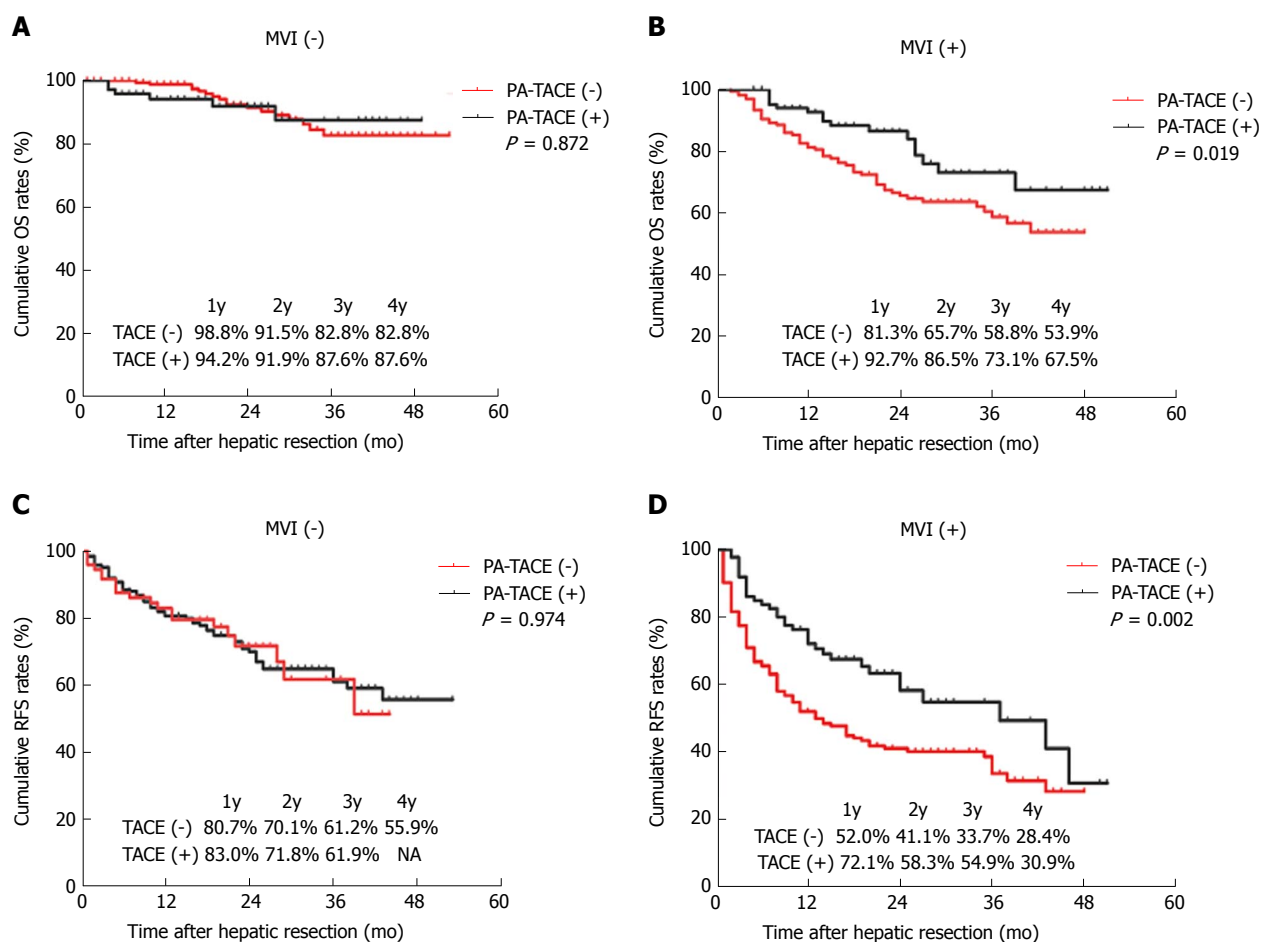 A
MVI (-)
100
80
60
40
20
0
Cumulative OS rates (%)
PA-TACE (-)
PA-TACE (+)
P = 0.872
1y 2y 3y 4y
TACE (-) 98.8% 91.5% 82.8% 82.8%
TACE (+) 94.2% 91.9% 87.6% 87.6%
0 12 24 36 48 60
Time after hepatic resection (mo)
B
MVI (+)
100
80
60
40
20
0
Cumulative OS rates (%)
PA-TACE (-)
PA-TACE (+)
P = 0.019
1y 2y 3y 4y
TACE (-) 81.3% 65.7% 58.8% 53.9%
TACE (+) 92.7% 86.5% 73.1% 67.5%
0 12 24 36 48 60
Time after hepatic resection (mo)
C
MVI (-)
100
80
60
40
20
0
Cumulative RFS rates (%)
PA-TACE (-)
PA-TACE (+)
P = 0.974
1y 2y 3y 4y
TACE (-) 80.7% 70.1% 61.2% 55.9%
TACE (+) 83.0% 71.8% 61.9% NA
0 12 24 36 48 60
Time after hepatic resection (mo)
D
MVI (+)
100
80
60
40
20
0
Cumulative RFS rates (%)
PA-TACE (-)
PA-TACE (+)
P = 0.002
1y 2y 3y 4y
TACE (-) 52.0% 41.1% 33.7% 28.4%
TACE (+) 72.1% 58.3% 54.9% 30.9%
0 12 24 36 48 60
Time after hepatic resection (mo)